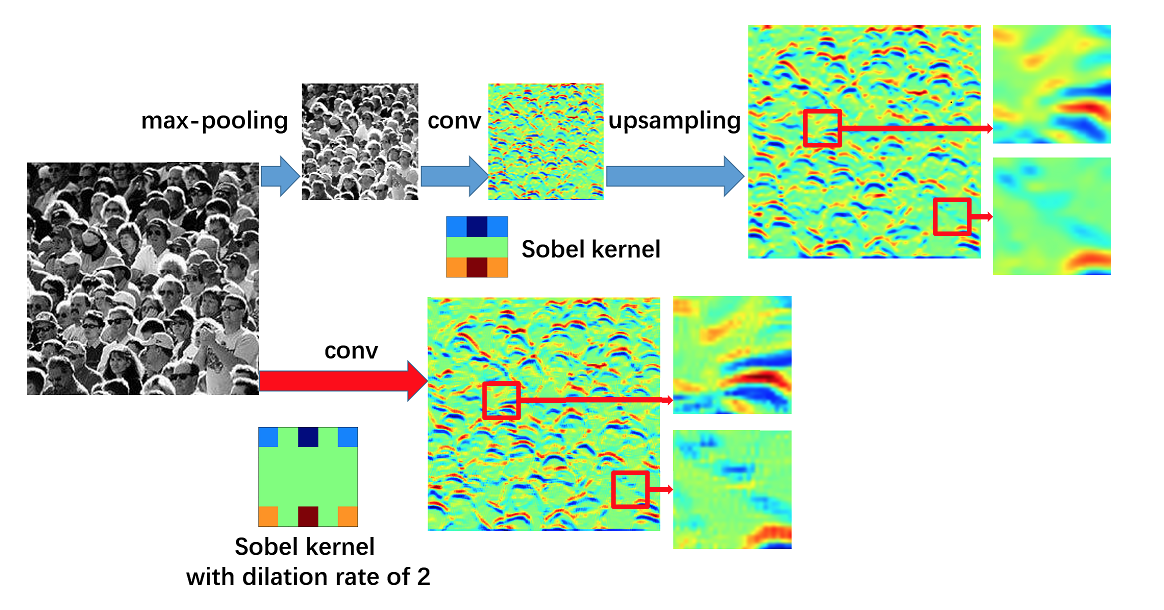 max-pooling
conv
upsampling
Sobel kernel
conv
Sobel kernel
with dilation rate of 2